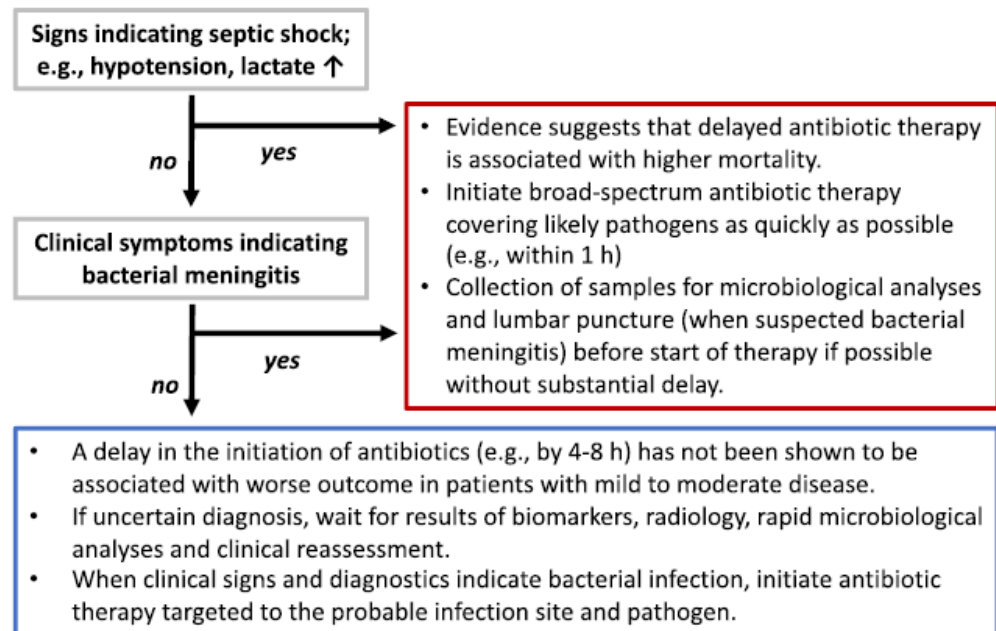 Signs indicating septic shock;
e.g., hypotension, lactate ↑
no
yes
• Evidence suggests that delayed antibiotic therapy
is associated with higher mortality.
• Initiate broad-spectrum antibiotic therapy
covering likely pathogens as quickly as possible
(e.g., within 1 h)
• Collection of samples for microbiological analyses
and lumbar puncture (when suspected bacterial
meningitis) before start of therapy if possible
without substantial delay.
Clinical symptoms indicating
bacterial meningitis
no
yes
• A delay in the initiation of antibiotics (e.g., by 4-8 h) has not been shown to be
associated with worse outcome in patients with mild to moderate disease.
• If uncertain diagnosis, wait for results of biomarkers, radiology, rapid microbiological
analyses and clinical reassessment.
• When clinical signs and diagnostics indicate bacterial infection, initiate antibiotic
therapy targeted to the probable infection site and pathogen.